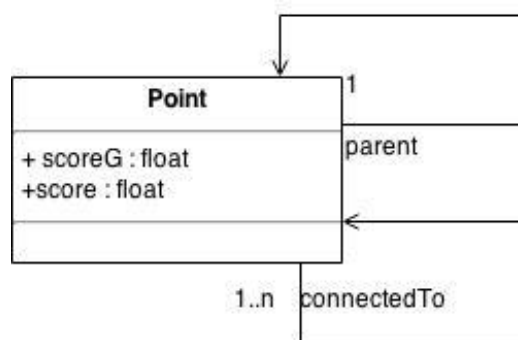 Point
1
parent
+ scoreG : float
+score : float
1..n connectedTo